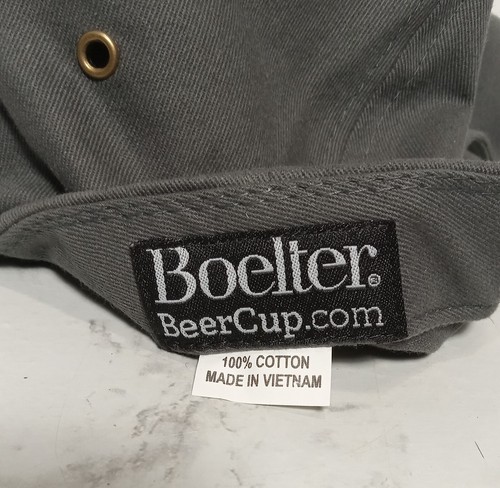 Boelter®
BeerCup.com
100% COTTON
MADE IN VIETNAM